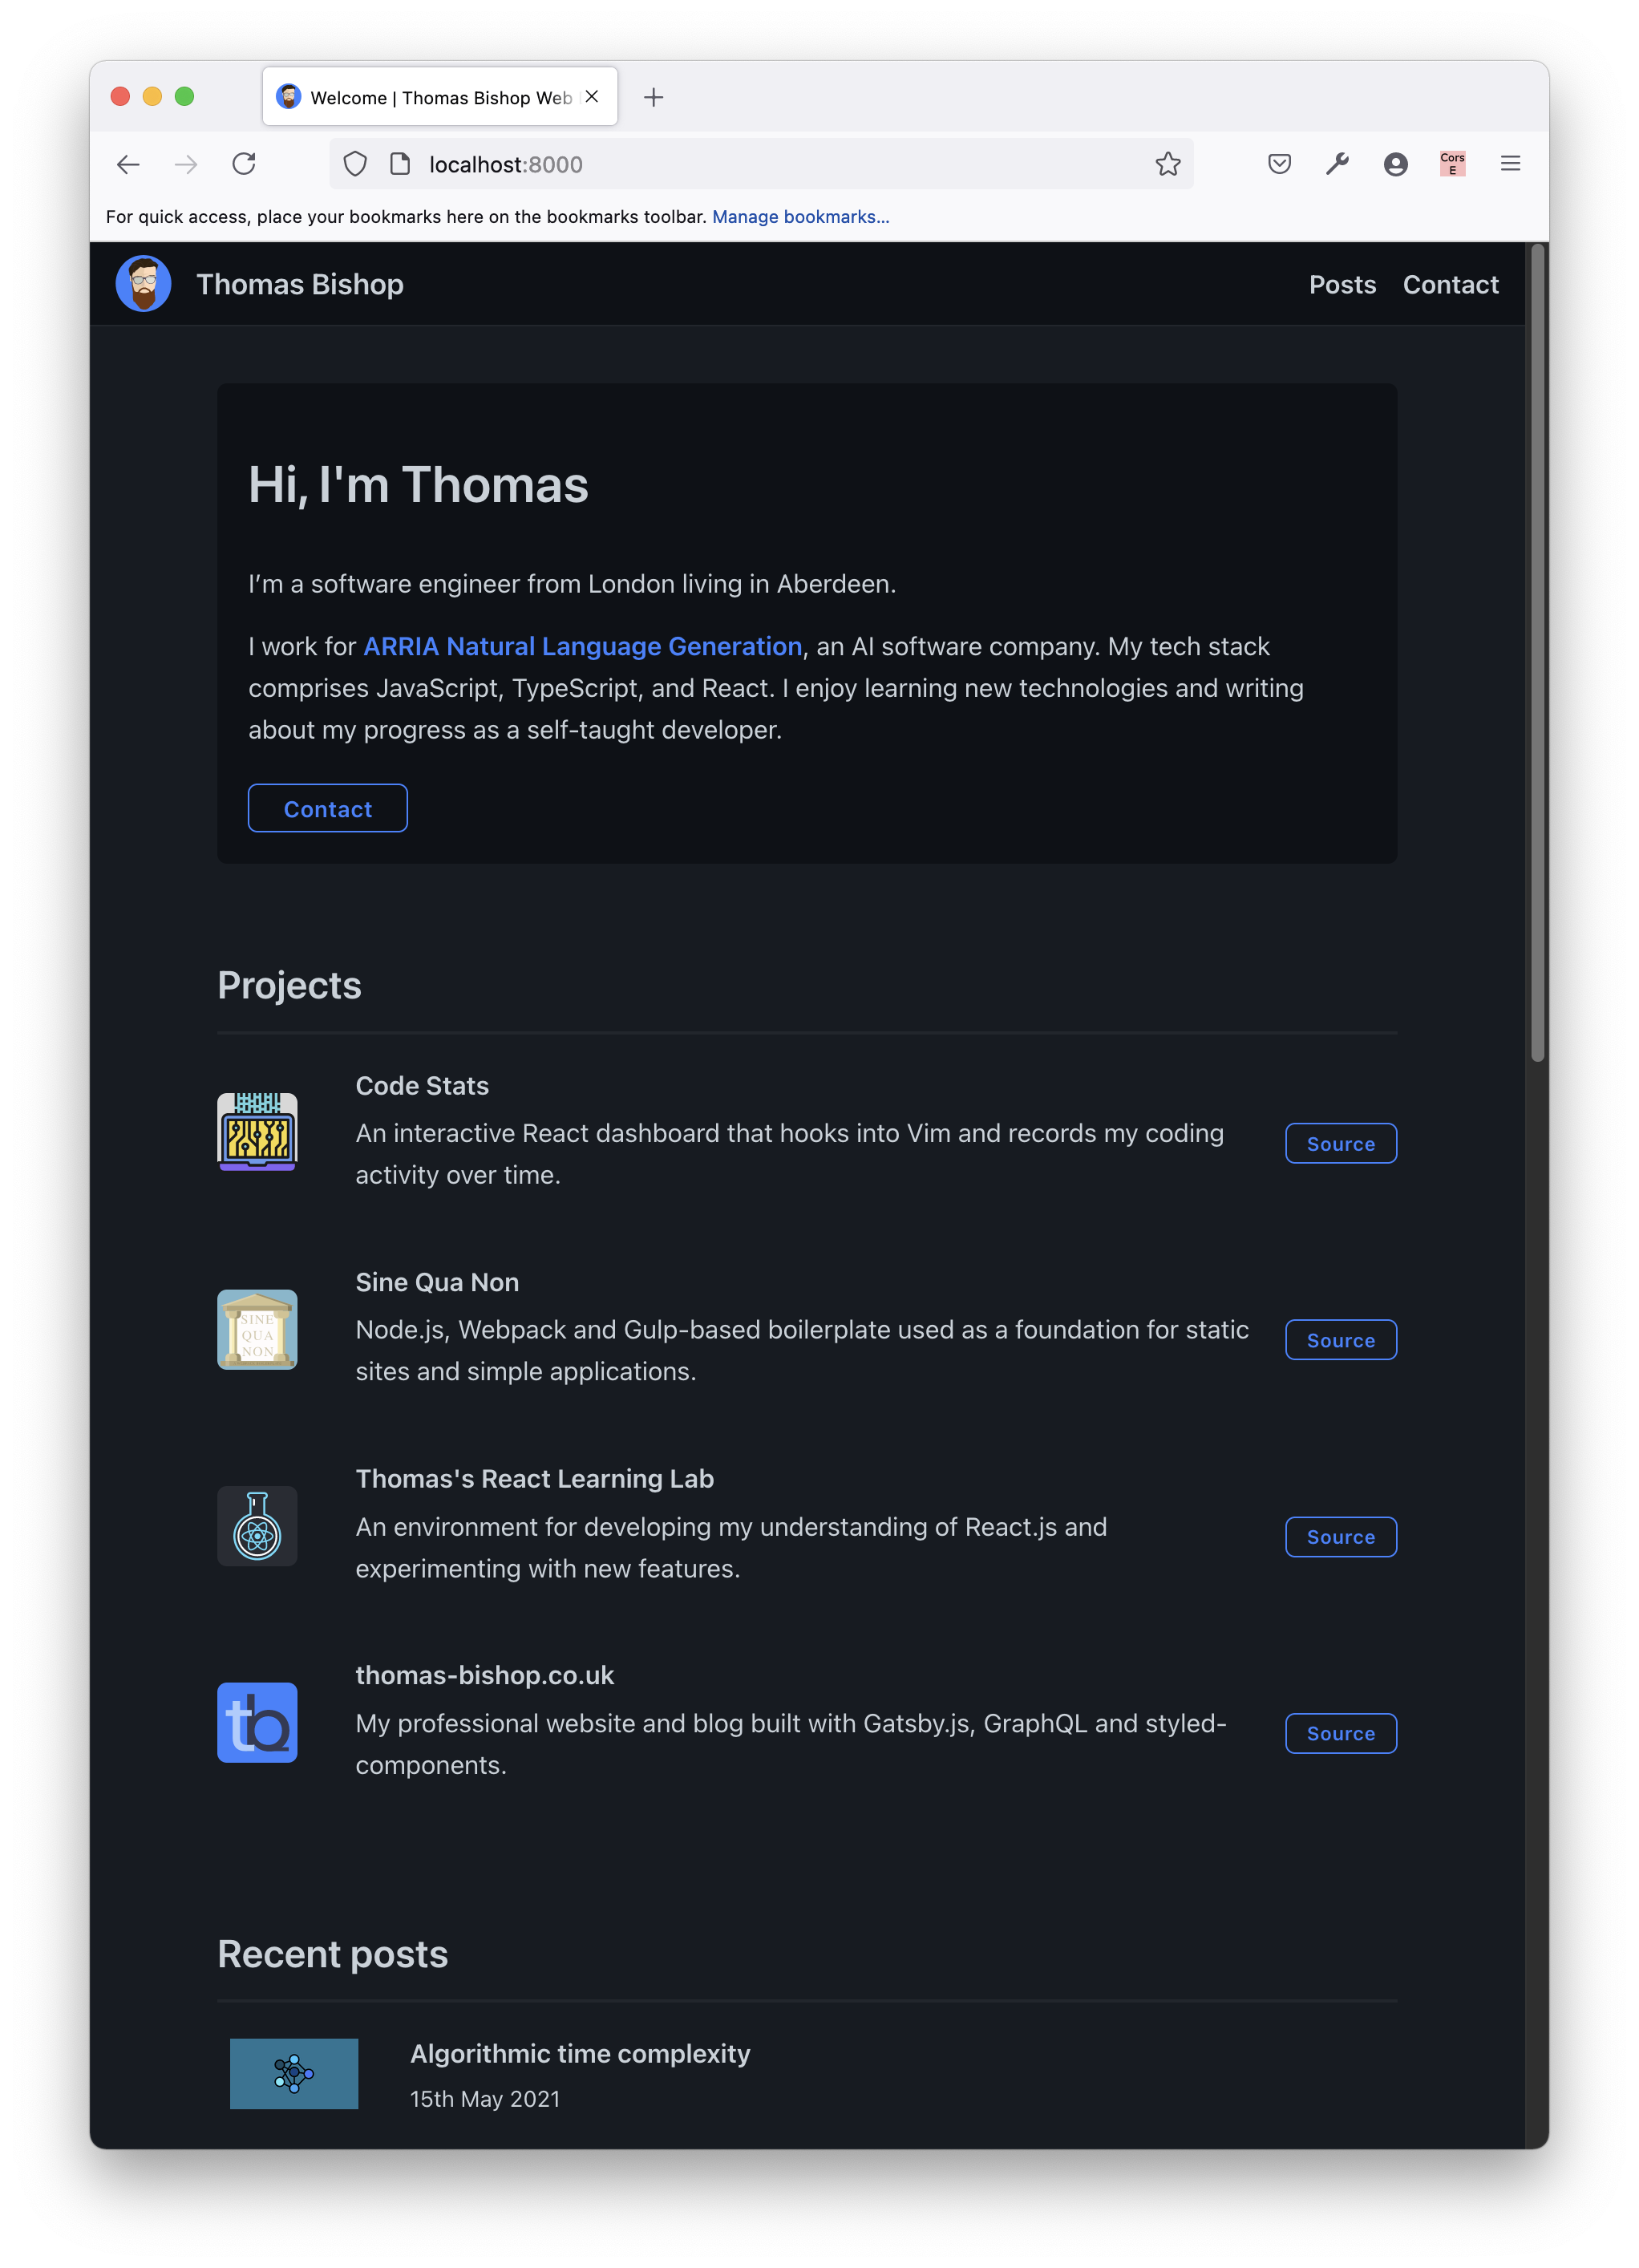 Welcome | Thomas Bishop Web
localhost:8000
Cors
E
For quick access, place your bookmarks here on the bookmarks toolbar. Manage bookmarks...
Thomas Bishop
Posts
Contact
Hi, I'm Thomas
I’m a software engineer from London living in Aberdeen.
I work for ARRIA Natural Language Generation, an AI software company. My tech stack
comprises JavaScript, TypeScript, and React. I enjoy learning new technologies and writing
about my progress as a self-taught developer.
Contact
Projects
Code Stats
An interactive React dashboard that hooks into Vim and records my coding
activity over time.
Source
SINE
QUA
NON
Sine Qua Non
Node.js, Webpack and Gulp-based boilerplate used as a foundation for static
sites and simple applications.
Source
Thomas's React Learning Lab
An environment for developing my understanding of React.js and
experimenting with new features.
Source
tb
thomas-bishop.co.uk
My professional website and blog built with Gatsby.js, GraphQL and styled-
components.
Source
Recent posts
Algorithmic time complexity
15th May 2021